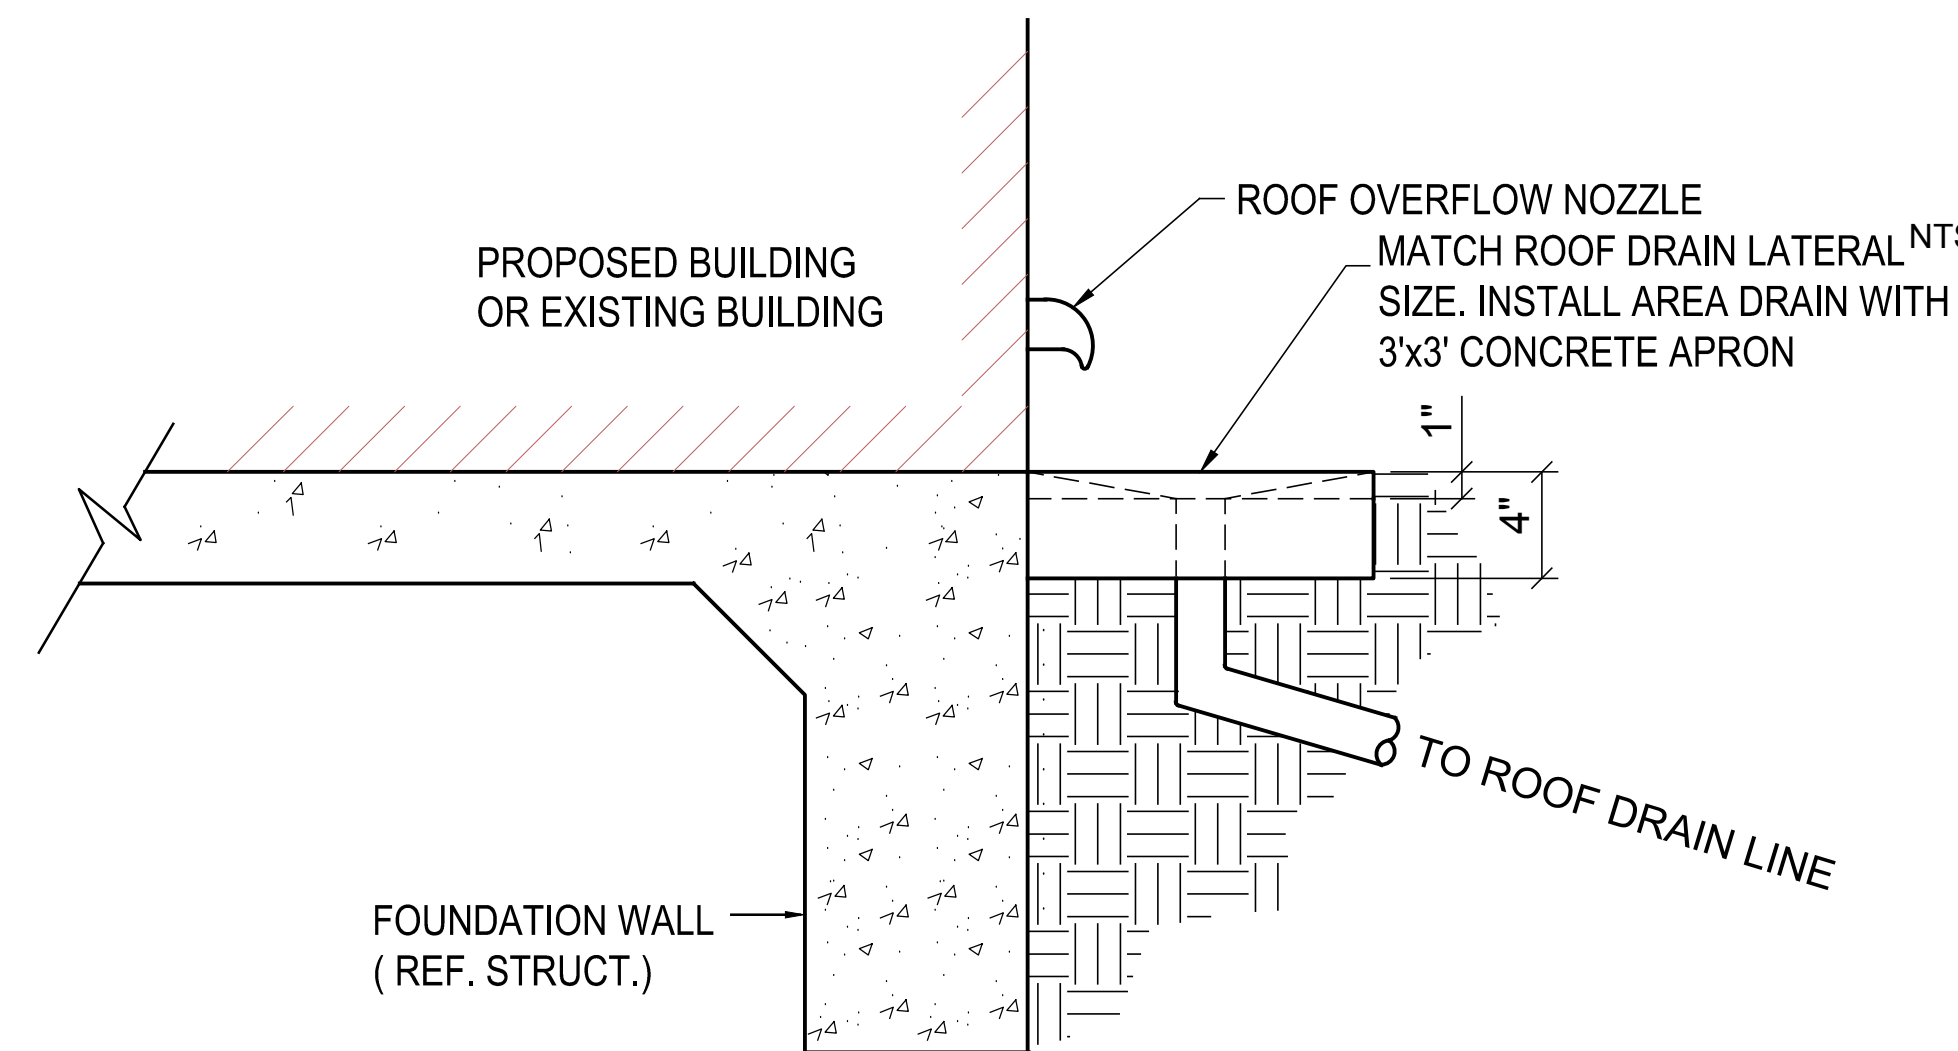 PROPOSED BUILDING
OR EXISTING BUILDING
ROOF OVERFLOW NOZZLE
NTS
MATCH ROOF DRAIN LATERAL
SIZE. INSTALL AREA DRAIN WITH
3'x3' CONCRETE APRON
1"
4"
TO ROOF DRAIN LINE
FOUNDATION WALL
( REF. STRUCT.)